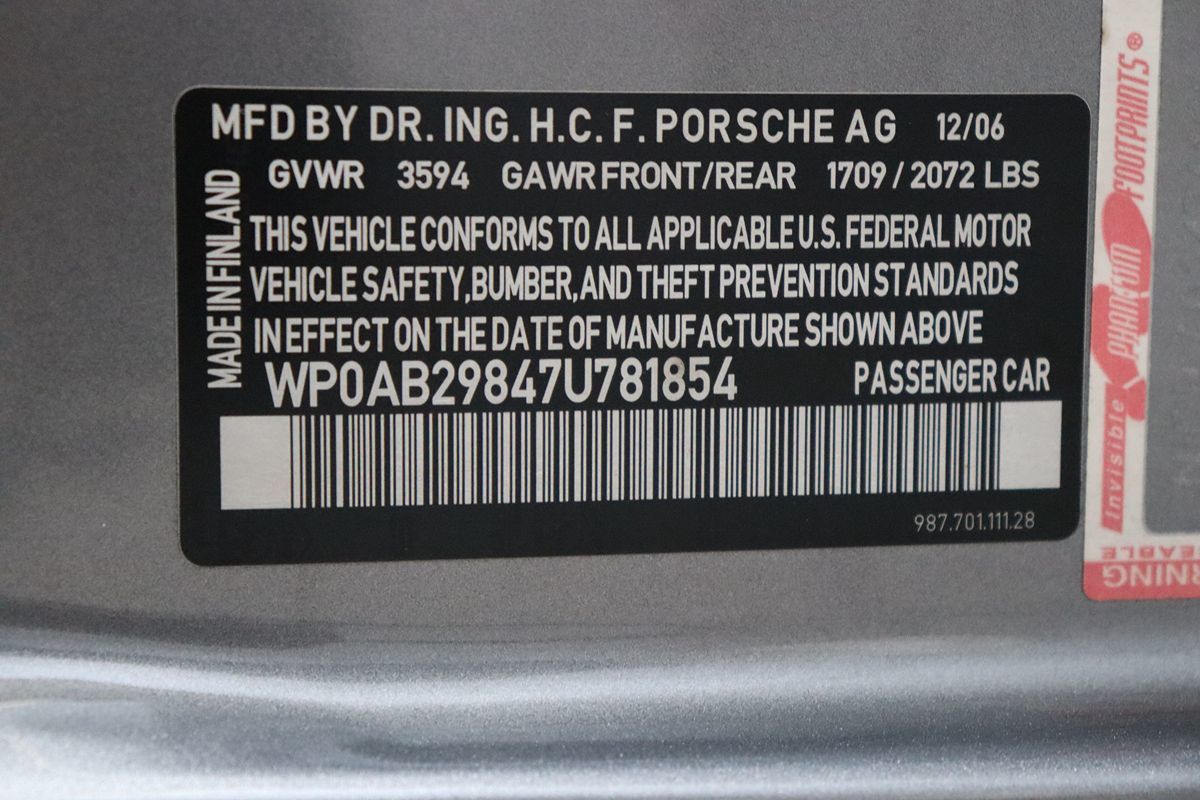 MFD BY DR. ING. H.C. F. PORSCHE AG 12/06
GVWR 3594 GAWR FRONT/REAR 1709 / 2072 LBS
MADE IN FINLAND
THIS VEHICLE CONFORMS TO ALL APPLICABLE U.S. FEDERAL MOTOR
VEHICLE SAFETY, BUMBER, AND THEFT PREVENTION STANDARDS
IN EFFECT ON THE DATE OF MANUFACTURE SHOWN ABOVE
WP0AB29847U781854 PASSENGER CAR
987.701.111.28
Invisible PHANTOM FOOTPRINTS®
EABLE
RNING